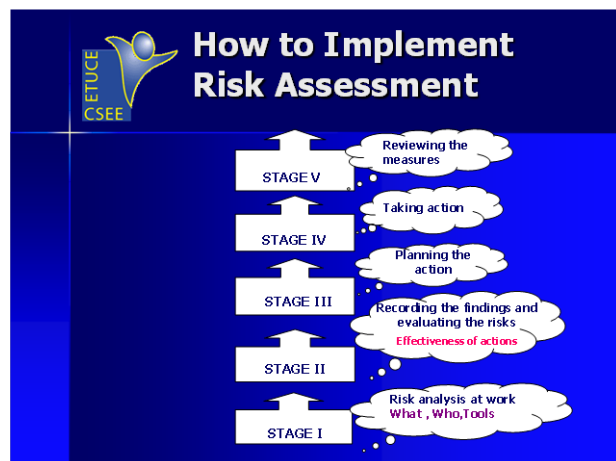 ETUCE
CSEE
How to Implement
Risk Assessment
Reviewing the
measures
STAGE V
Taking action
STAGE IV
Planning the
action
STAGE III
Recording the findings and
evaluating the risks
Effectiveness of actions
STAGE II
Risk analysis at work
What , Who,Tools
STAGE I